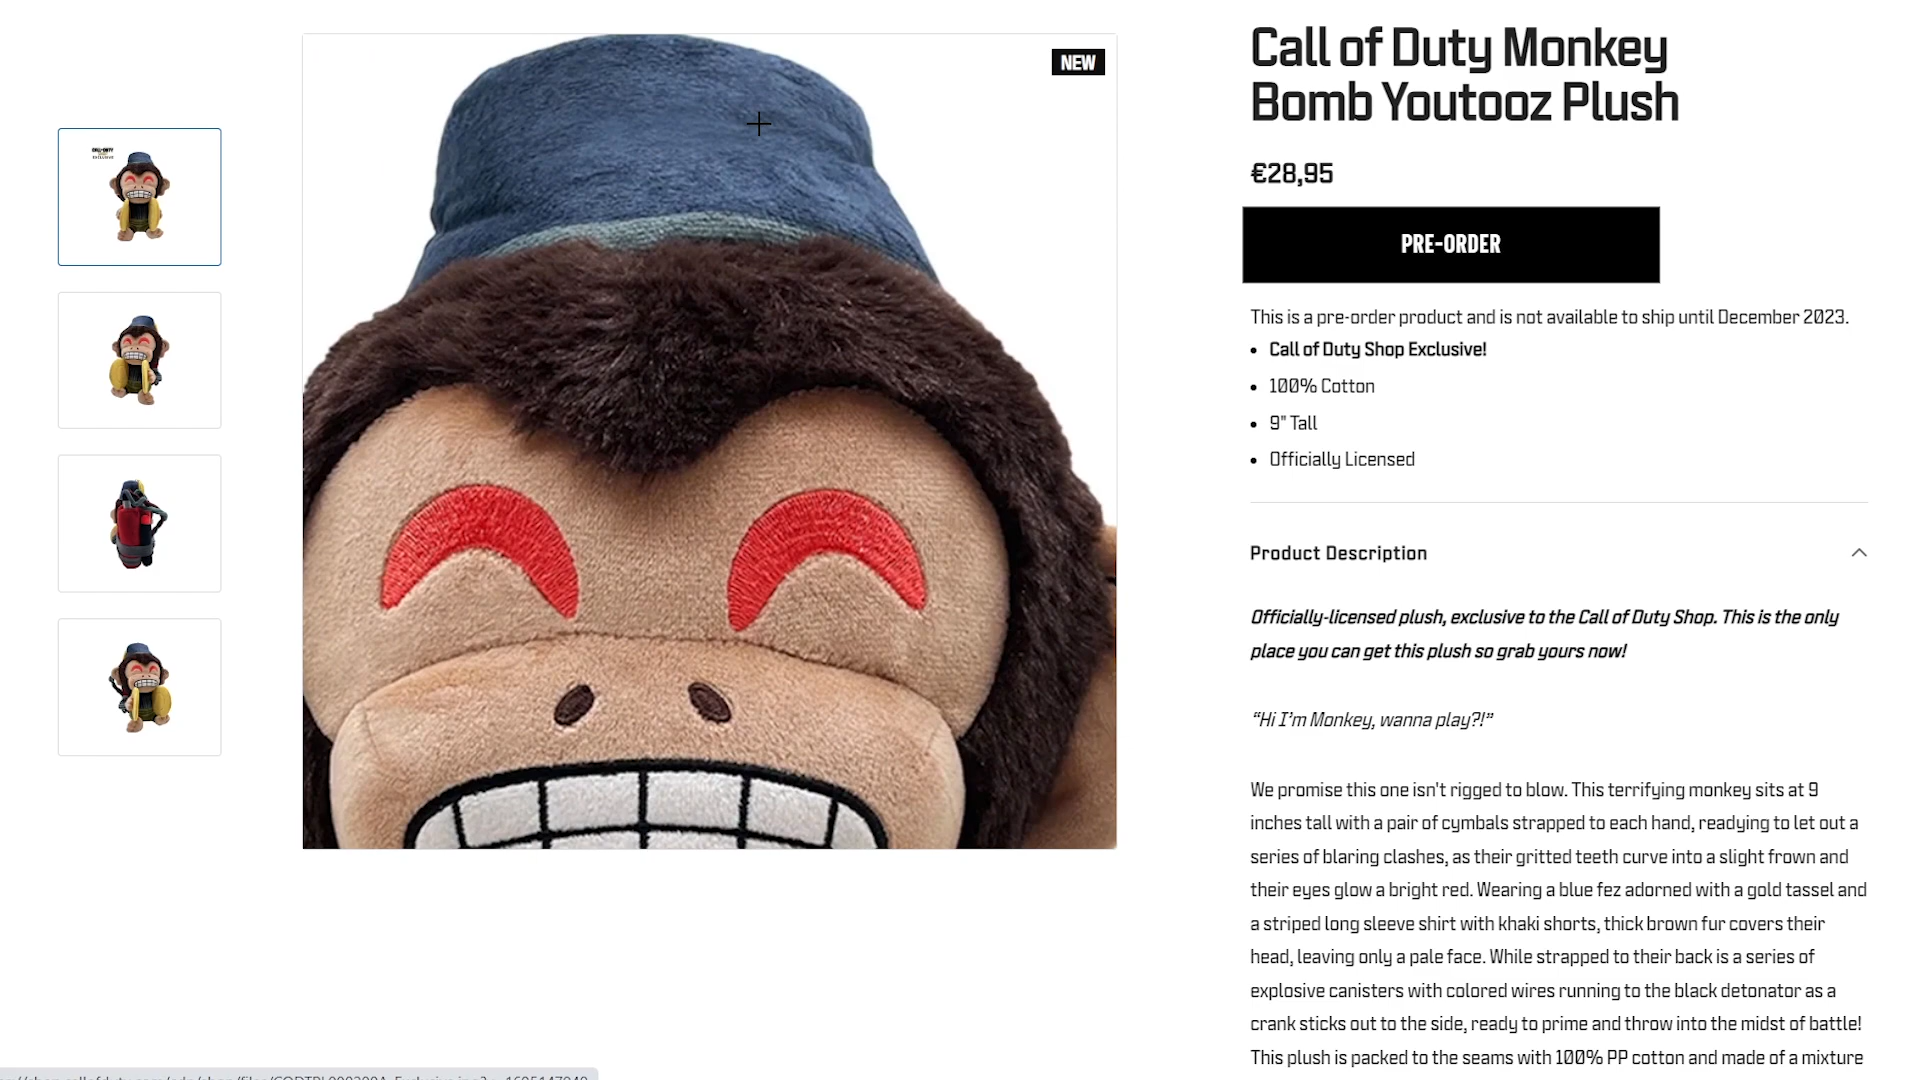 Call of Duty Monkey
Bomb Youtooz Plush
NEW
€28,95
PRE-ORDER
This is a pre-order product and is not available to ship until December 2023.
• Call of Duty Shop Exclusive!
• 100% Cotton
• 9" Tall
• Officially Licensed
Product Description
Officially-licensed plush, exclusive to the Call of Duty Shop. This is the only
place you can get this plush so grab yours now!
“Hi I’m Monkey, wanna play?!”
We promise this one isn't rigged to blow. This terrifying monkey sits at 9
inches tall with a pair of cymbals strapped to each hand, readying to let out a
series of blaring clashes, as their gritted teeth curve into a slight frown and
their eyes glow a bright red. Wearing a blue fez adorned with a gold tassel and
a striped long sleeve shirt with khaki shorts, thick brown fur covers their
head, leaving only a pale face. While strapped to their back is a series of
explosive canisters with colored wires running to the black detonator as a
crank sticks out to the side, ready to prime and throw into the midst of battle!
This plush is packed to the seams with 100% PP cotton and made of a mixture